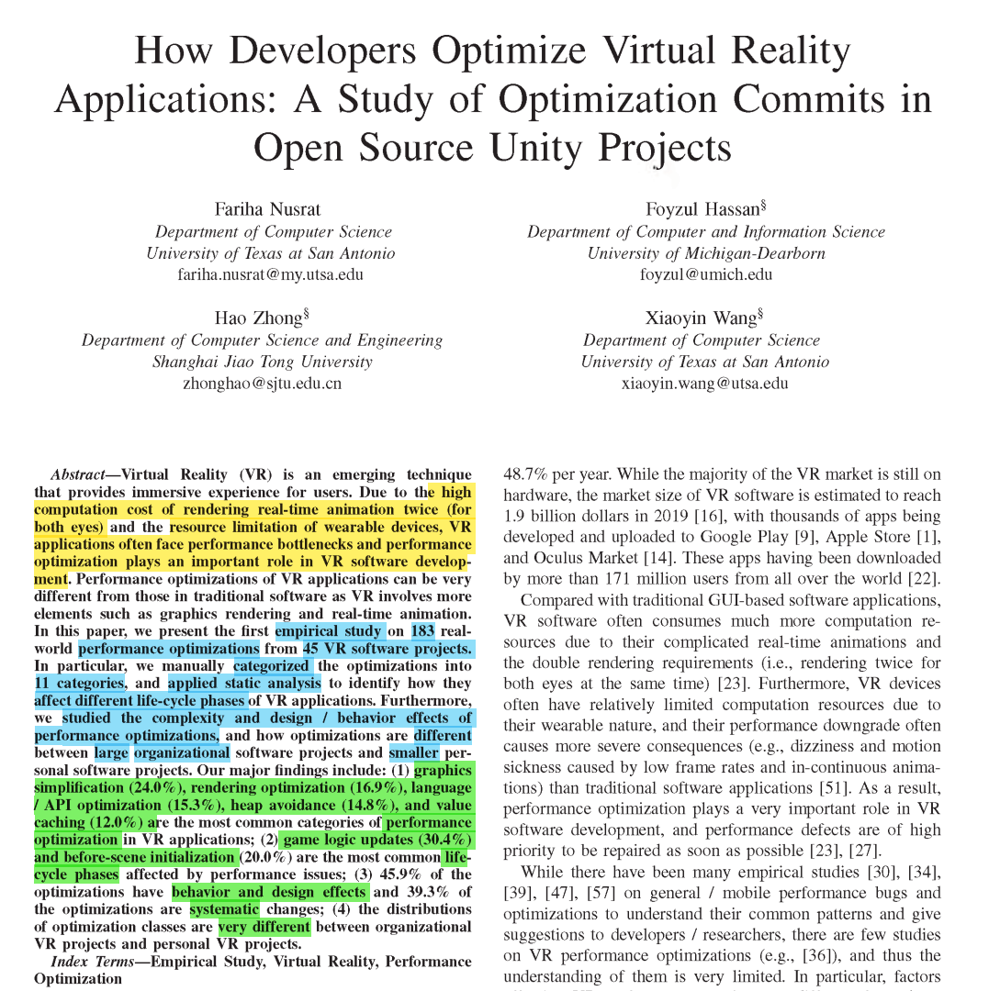 How Developers Optimize Virtual Reality
Applications: A Study of Optimization Commits in
Open Source Unity Projects
Fariha Nusrat
Department of Computer Science
University of Texas at San Antonio
fariha.nusrat@my.utsa.edu
Foyzul Hassan§
Department of Computer and Information Science
University of Michigan-Dearborn
foyzul@umich.edu
Hao Zhong§
Department of Computer Science and Engineering
Shanghai Jiao Tong University
zhonghao@sjtu.edu.cn
Xiaoyin Wang§
Department of Computer Science
University of Texas at San Antonio
xiaoyin.wang@utsa.edu
Abstract—Virtual Reality (VR) is an emerging technique
that provides immersive experience for users. Due to the high
computation cost of rendering real-time animation twice (for
both eyes) and the resource limitation of wearable devices, VR
applications often face performance bottlenecks and performance
optimization plays an important role in VR software develop-
ment. Performance optimizations of VR applications can be very
different from those in traditional software as VR involves more
elements such as graphics rendering and real-time animation.
In this paper, we present the first empirical study on 183 real-
world performance optimizations from 45 VR software projects.
In particular, we manually categorized the optimizations into
11 categories, and applied static analysis to identify how they
affect different life-cycle phases of VR applications. Furthermore,
we studied the complexity and design / behavior effects of
performance optimizations, and how optimizations are different
between large organizational software projects and smaller per-
sonal software projects. Our major findings include: (1) graphics
simplification (24.0%), rendering optimization (16.9%), language
/ API optimization (15.3%), heap avoidance (14.8%), and value
caching (12.0%) are the most common categories of performance
optimization in VR applications; (2) game logic updates (30.4%)
and before-scene initialization (20.0%) are the most common life-
cycle phases affected by performance issues; (3) 45.9% of the
optimizations have behavior and design effects and 39.3% of
the optimizations are systematic changes; (4) the distributions
of optimization classes are very different between organizational
VR projects and personal VR projects.
Index Terms—Empirical Study, Virtual Reality, Performance
Optimization
48.7% per year. While the majority of the VR market is still on
hardware, the market size of VR software is estimated to reach
1.9 billion dollars in 2019 [16], with thousands of apps being
developed and uploaded to Google Play [9], Apple Store [1],
and Oculus Market [14]. These apps having been downloaded
by more than 171 million users from all over the world [22].
Compared with traditional GUI-based software applications,
VR software often consumes much more computation re-
sources due to their complicated real-time animations and
the double rendering requirements (i.e., rendering twice for
both eyes at the same time) [23]. Furthermore, VR devices
often have relatively limited computation resources due to
their wearable nature, and their performance downgrade often
causes more severe consequences (e.g., dizziness and motion
sickness caused by low frame rates and in-continuous anima-
tions) than traditional software applications [51]. As a result,
performance optimization plays a very important role in VR
software development, and performance defects are of high
priority to be repaired as soon as possible [23], [27].
While there have been many empirical studies [30], [34],
[39], [47], [57] on general / mobile performance bugs and
optimizations to understand their common patterns and give
suggestions to developers / researchers, there are few studies
on VR performance optimizations (e.g., [36]), and thus the
understanding of them is very limited. In particular, factors